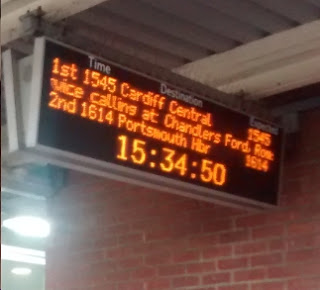 Time Destination Expected
1st 1545 Cardiff Central 1545
vice calling at Chandlers Ford, Rom
2nd 1614 Portsmouth Hbr 1614
15:34:50